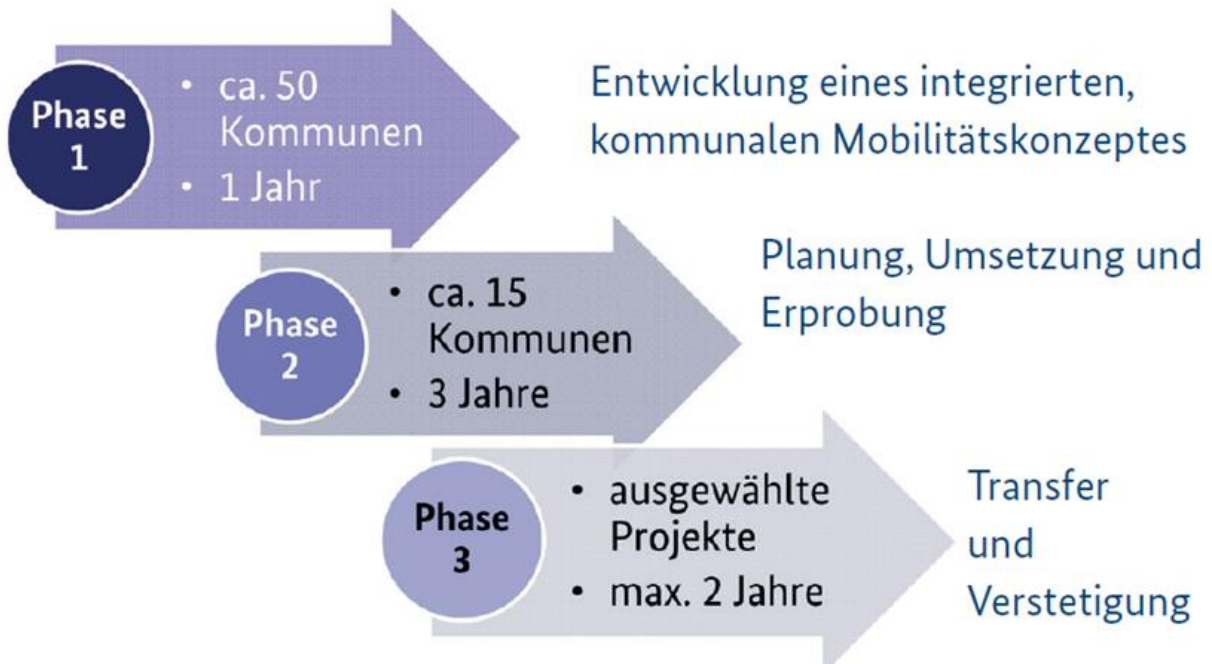 Phase
1
• ca. 50
Kommunen
• 1 Jahr
Entwicklung eines integrierten,
kommunalen Mobilitätskonzeptes
Phase
2
• ca. 15
Kommunen
• 3 Jahre
Planung, Umsetzung und
Erprobung
Phase
3
• ausgewählte
Projekte
• max. 2 Jahre
Transfer
und
Verstetigung